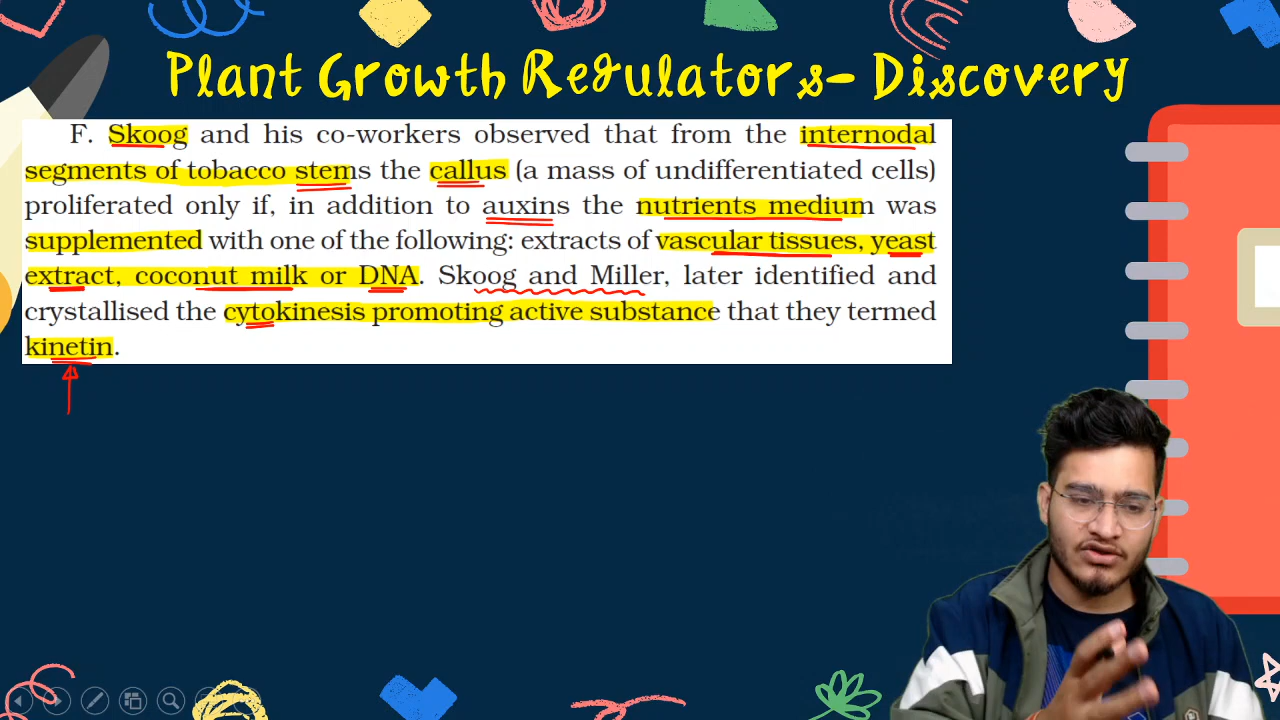 Plant Growth Regulators- Discovery
F. Skoog and his co-workers observed that from the internodal
segments of tobacco stems the callus (a mass of undifferentiated cells)
proliferated only if, in addition to auxins the nutrients medium was
supplemented with one of the following: extracts of vascular tissues, yeast
extract, coconut milk or DNA. Skoog and Miller, later identified and
crystallised the cytokinesis promoting active substance that they termed
kinetin.